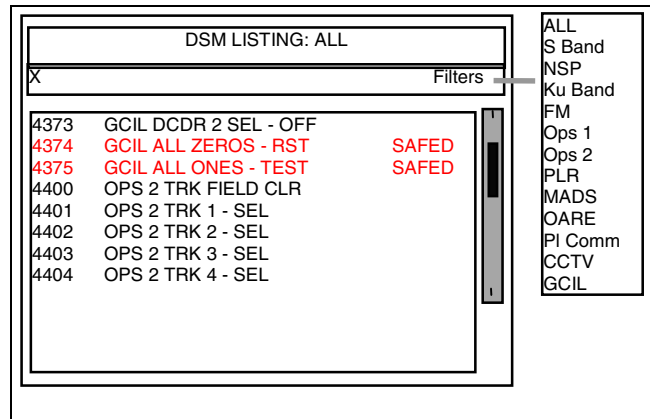 DSM LISTING: ALL
X Filters
4373 GCIL DCDR 2 SEL - OFF
4374 GCIL ALL ZEROS - RST SAFED
4375 GCIL ALL ONES - TEST SAFED
4400 OPS 2 TRK FIELD CLR
4401 OPS 2 TRK 1 - SEL
4402 OPS 2 TRK 2 - SEL
4403 OPS 2 TRK 3 - SEL
4404 OPS 2 TRK 4 - SEL
ALL
S Band
NSP
Ku Band
FM
Ops 1
Ops 2
PLR
MADS
OARE
Pl Comm
CCTV
GCIL